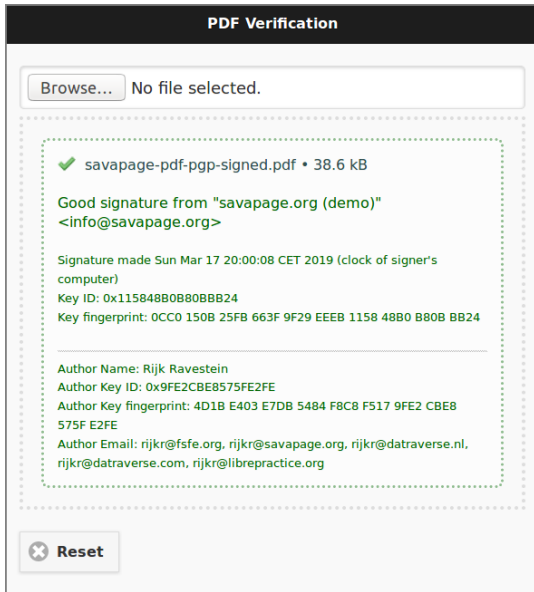 PDF Verification
Browse... No file selected.
savapage-pdf-pgp-signed.pdf • 38.6 kB
Good signature from "savapage.org (demo)"
<info@savapage.org>
Signature made Sun Mar 17 20:00:08 CET 2019 (clock of signer's
computer)
Key ID: 0x115848B0B80BBB24
Key fingerprint: 0CC0 150B 25FB 663F 9F29 EEEB 1158 48B0 B80B BB24
Author Name: Rijk Ravestein
Author Key ID: 0x9FE2CBE8575FE2FE
Author Key fingerprint: 4D1B E403 E7DB 5484 F8C8 F517 9FE2 CBE8
575F E2FE
Author Email: rijkr@fsfe.org, rijkr@savapage.org, rijkr@datraverse.nl,
rijkr@datraverse.com, rijkr@librepractice.org
Reset